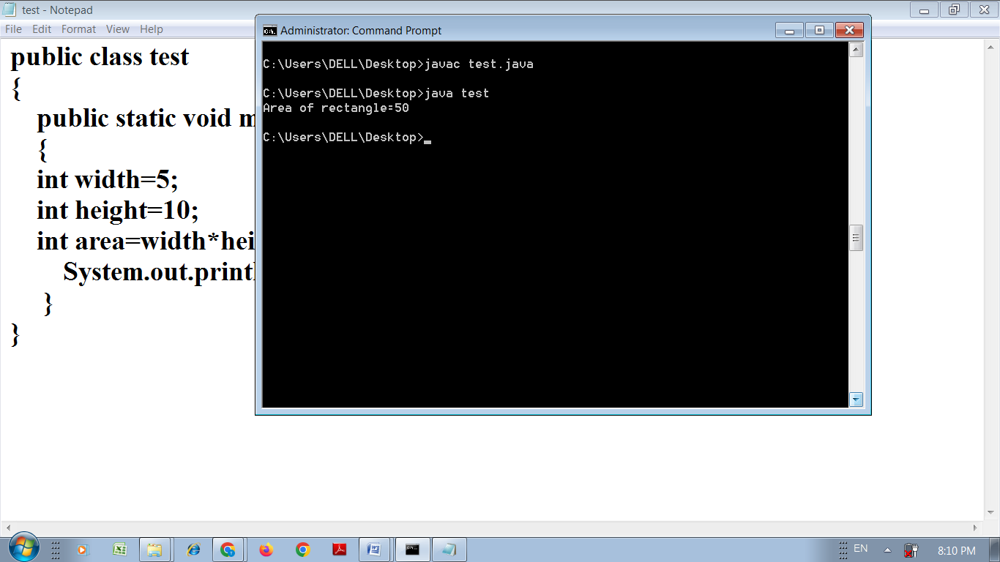 test - Notepad
File Edit Format View Help
public class test
{
public static void m
{
int width=5;
int height=10;
int area=width*hei
System.out.printl
}
}
Administrator: Command Prompt
C:\Users\DELL\Desktop>javac test.java
C:\Users\DELL\Desktop>java test
Area of rectangle=50
C:\Users\DELL\Desktop>
EN
8:10 PM